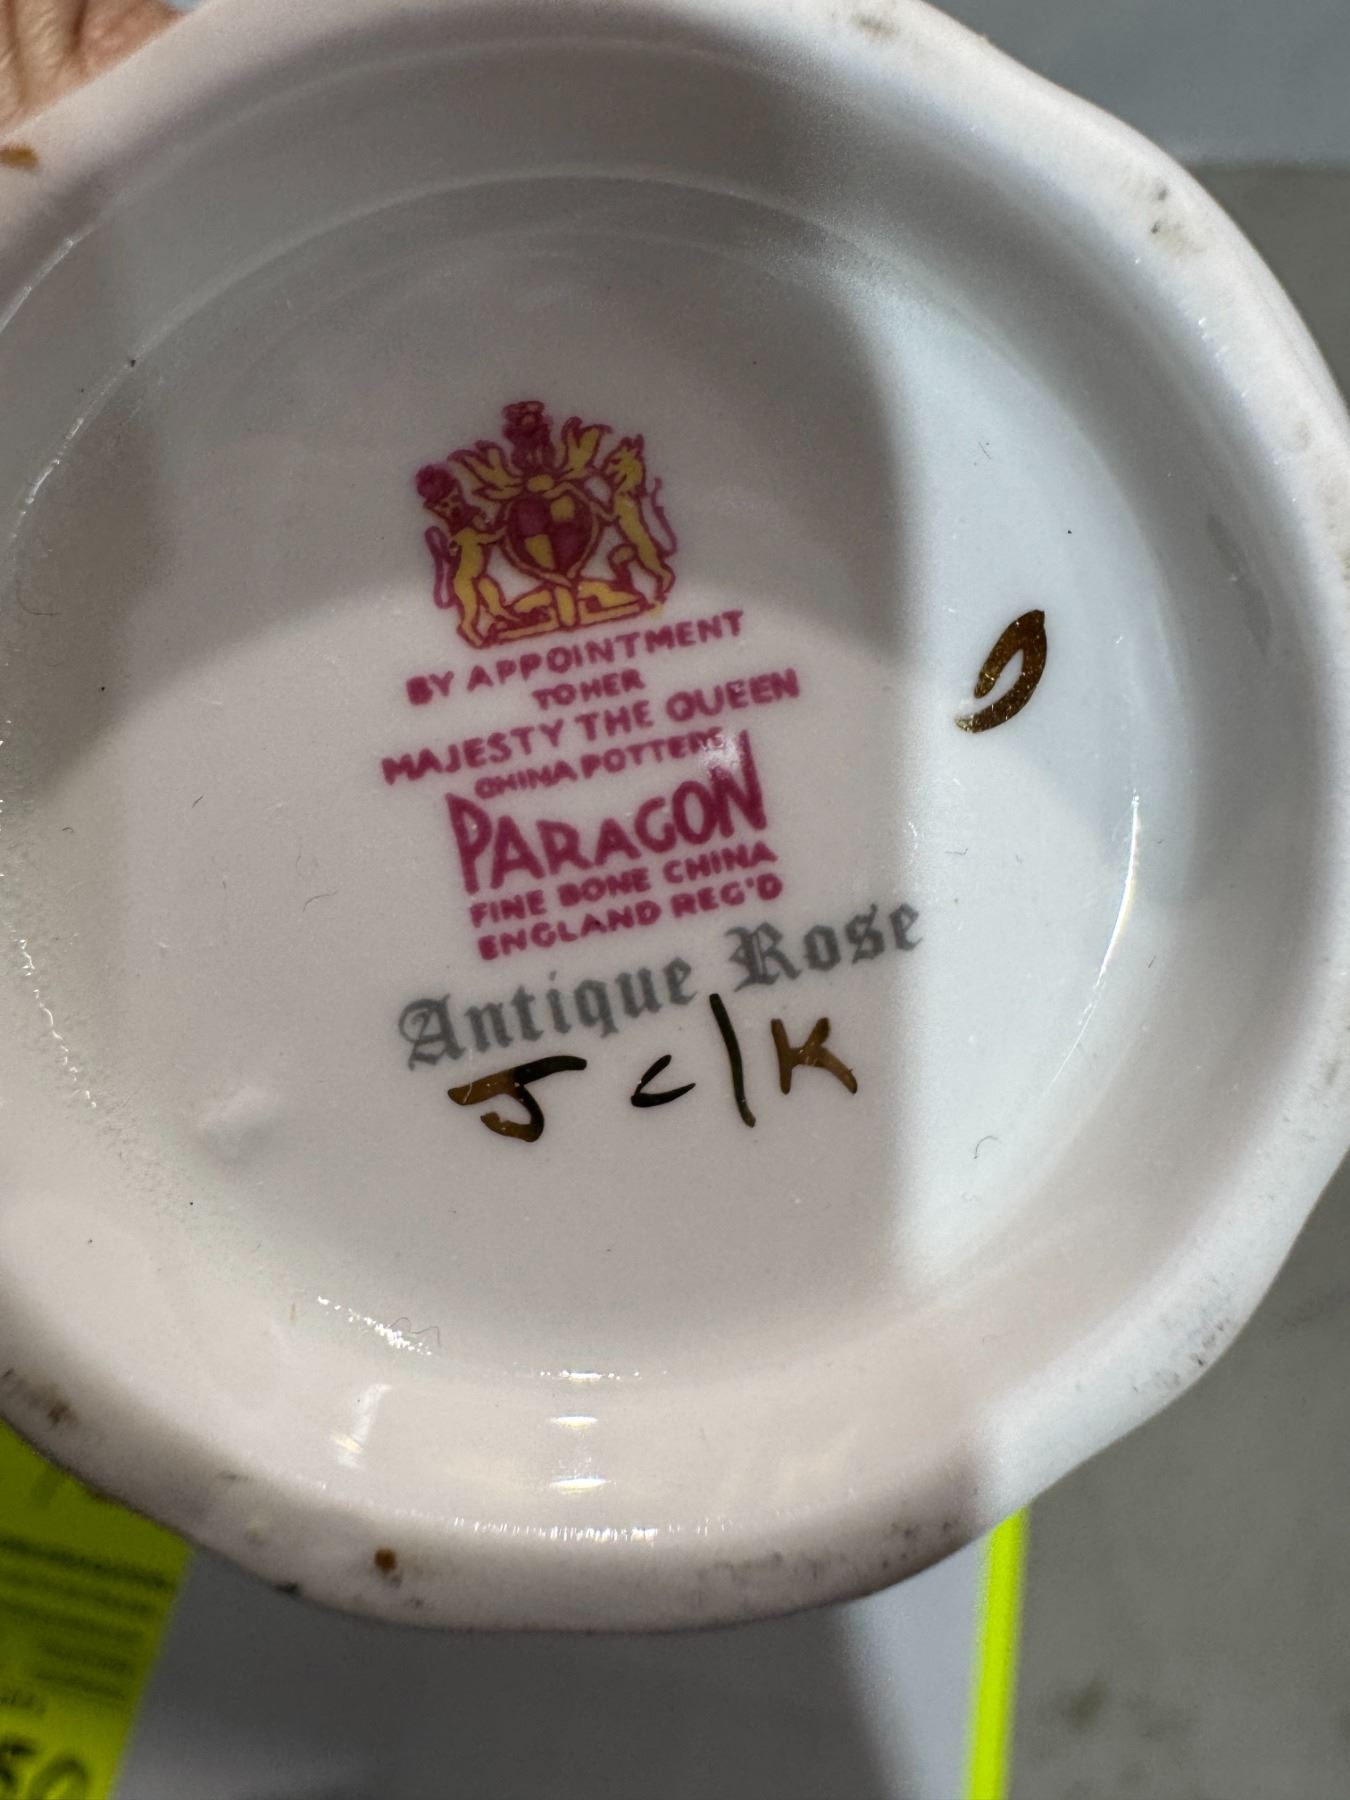 BY APPOINTMENT
TO HER
MAJESTY THE QUEEN
CHINA POTTERS
PARAGON
FINE BONE CHINA
ENGLAND REG'D
Antique Rose
J c/K